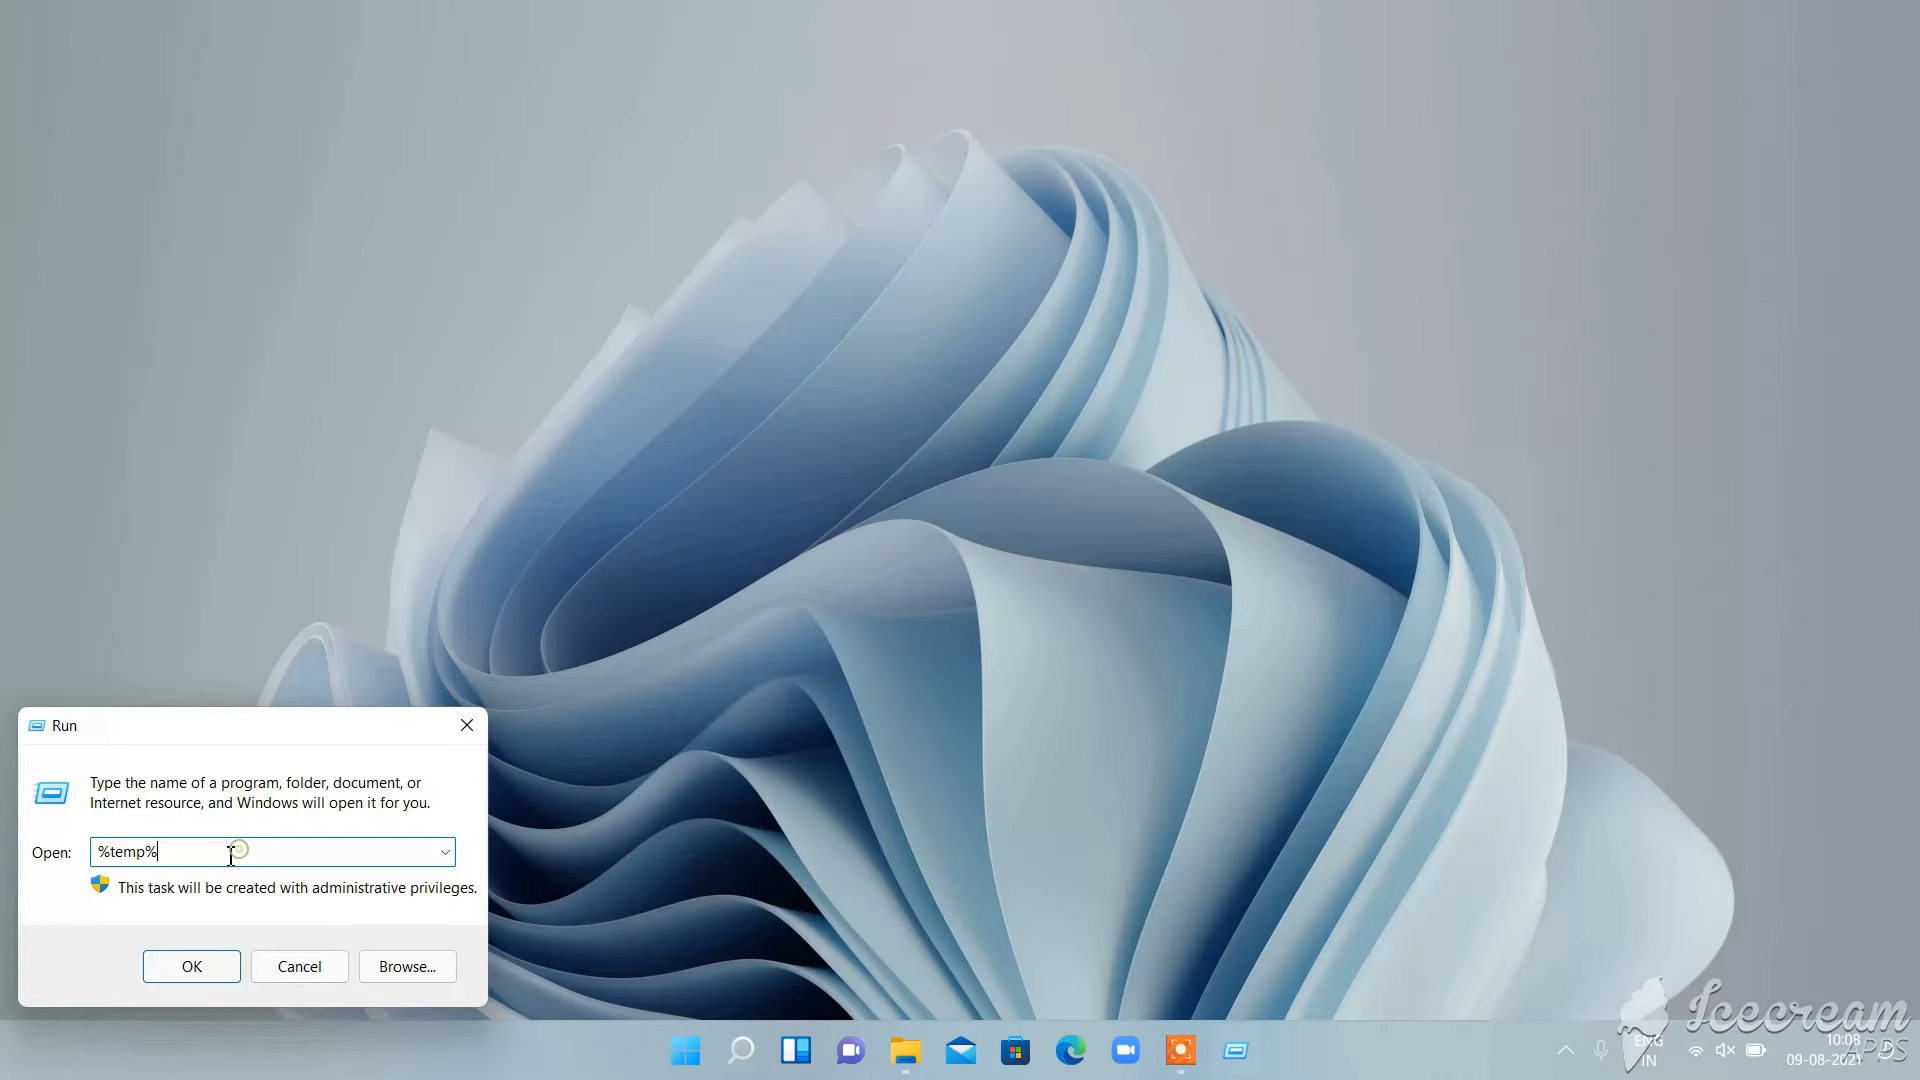 Run
Type the name of a program, folder, document, or
Internet resource, and Windows will open it for you.
Open:
%temp%
This task will be created with administrative privileges.
OK
Cancel
Browse...
Icecream
APPS
ENG
IN
10:08
09-08-2021